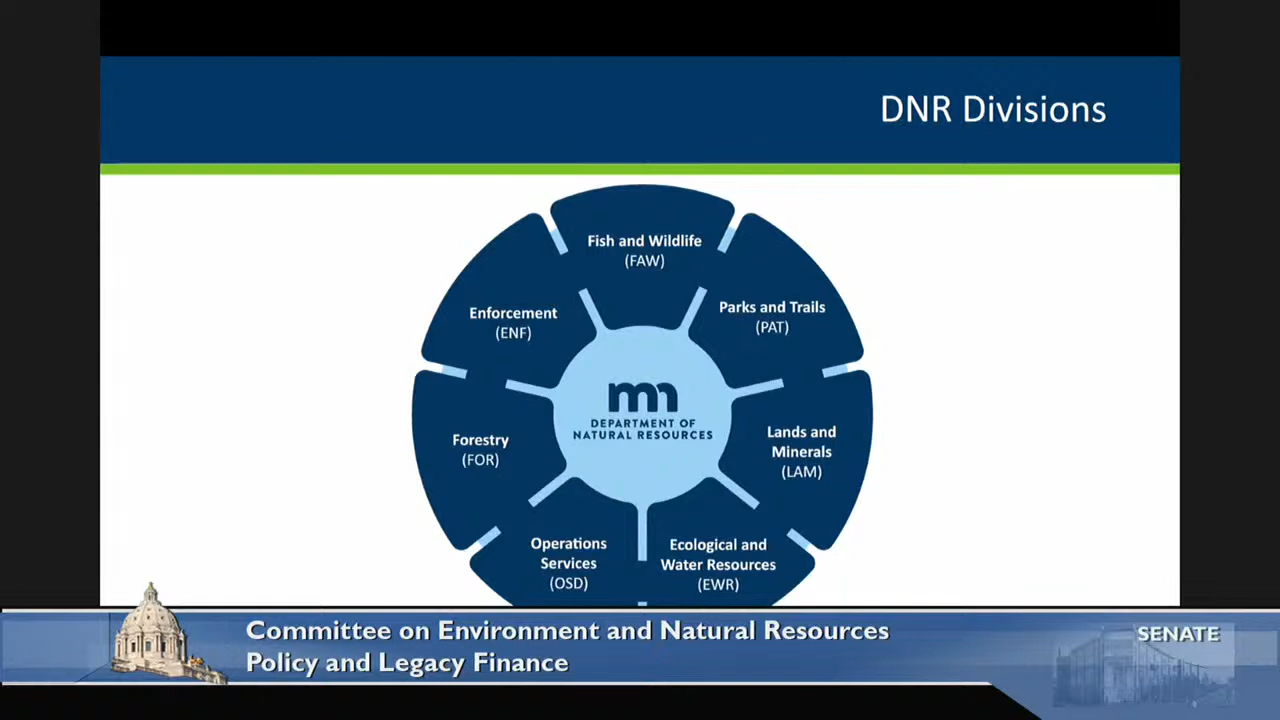 DNR Divisions
Fish and Wildlife
(FAW)
Parks and Trails
(PAT)
Enforcement
(ENF)
mn
DEPARTMENT OF
NATURAL RESOURCES
Lands and
Minerals
(LAM)
Forestry
(FOR)
Operations
Services
(OSD)
Ecological and
Water Resources
(EWR)
Committee on Environment and Natural Resources
Policy and Legacy Finance
SENATE